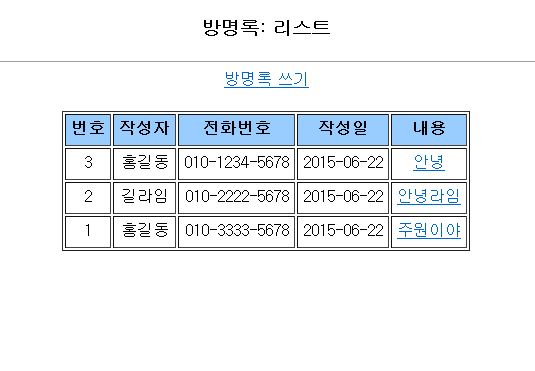 방명록: 리스트
방명록 쓰기
번호 작성자 전화번호 작성일 내용
3 홍길동 010-1234-5678 2015-06-22 안녕
2 길라임 010-2222-5678 2015-06-22 안녕라임
1 홍길동 010-3333-5678 2015-06-22 주원이야